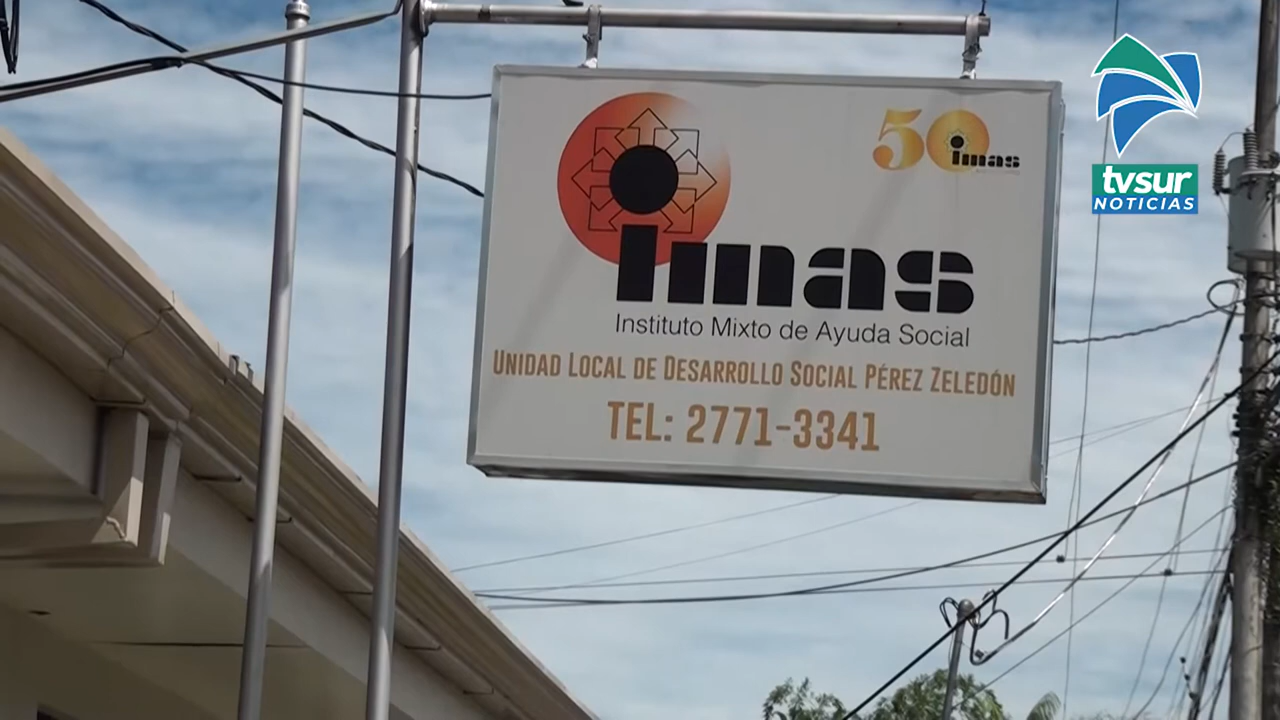 50 imas
tvsur
NOTICIAS
imas
Instituto Mixto de Ayuda Social
UNIDAD LOCAL DE DESARROLLO SOCIAL PÉREZ ZELEDÓN
TEL: 2771-3341